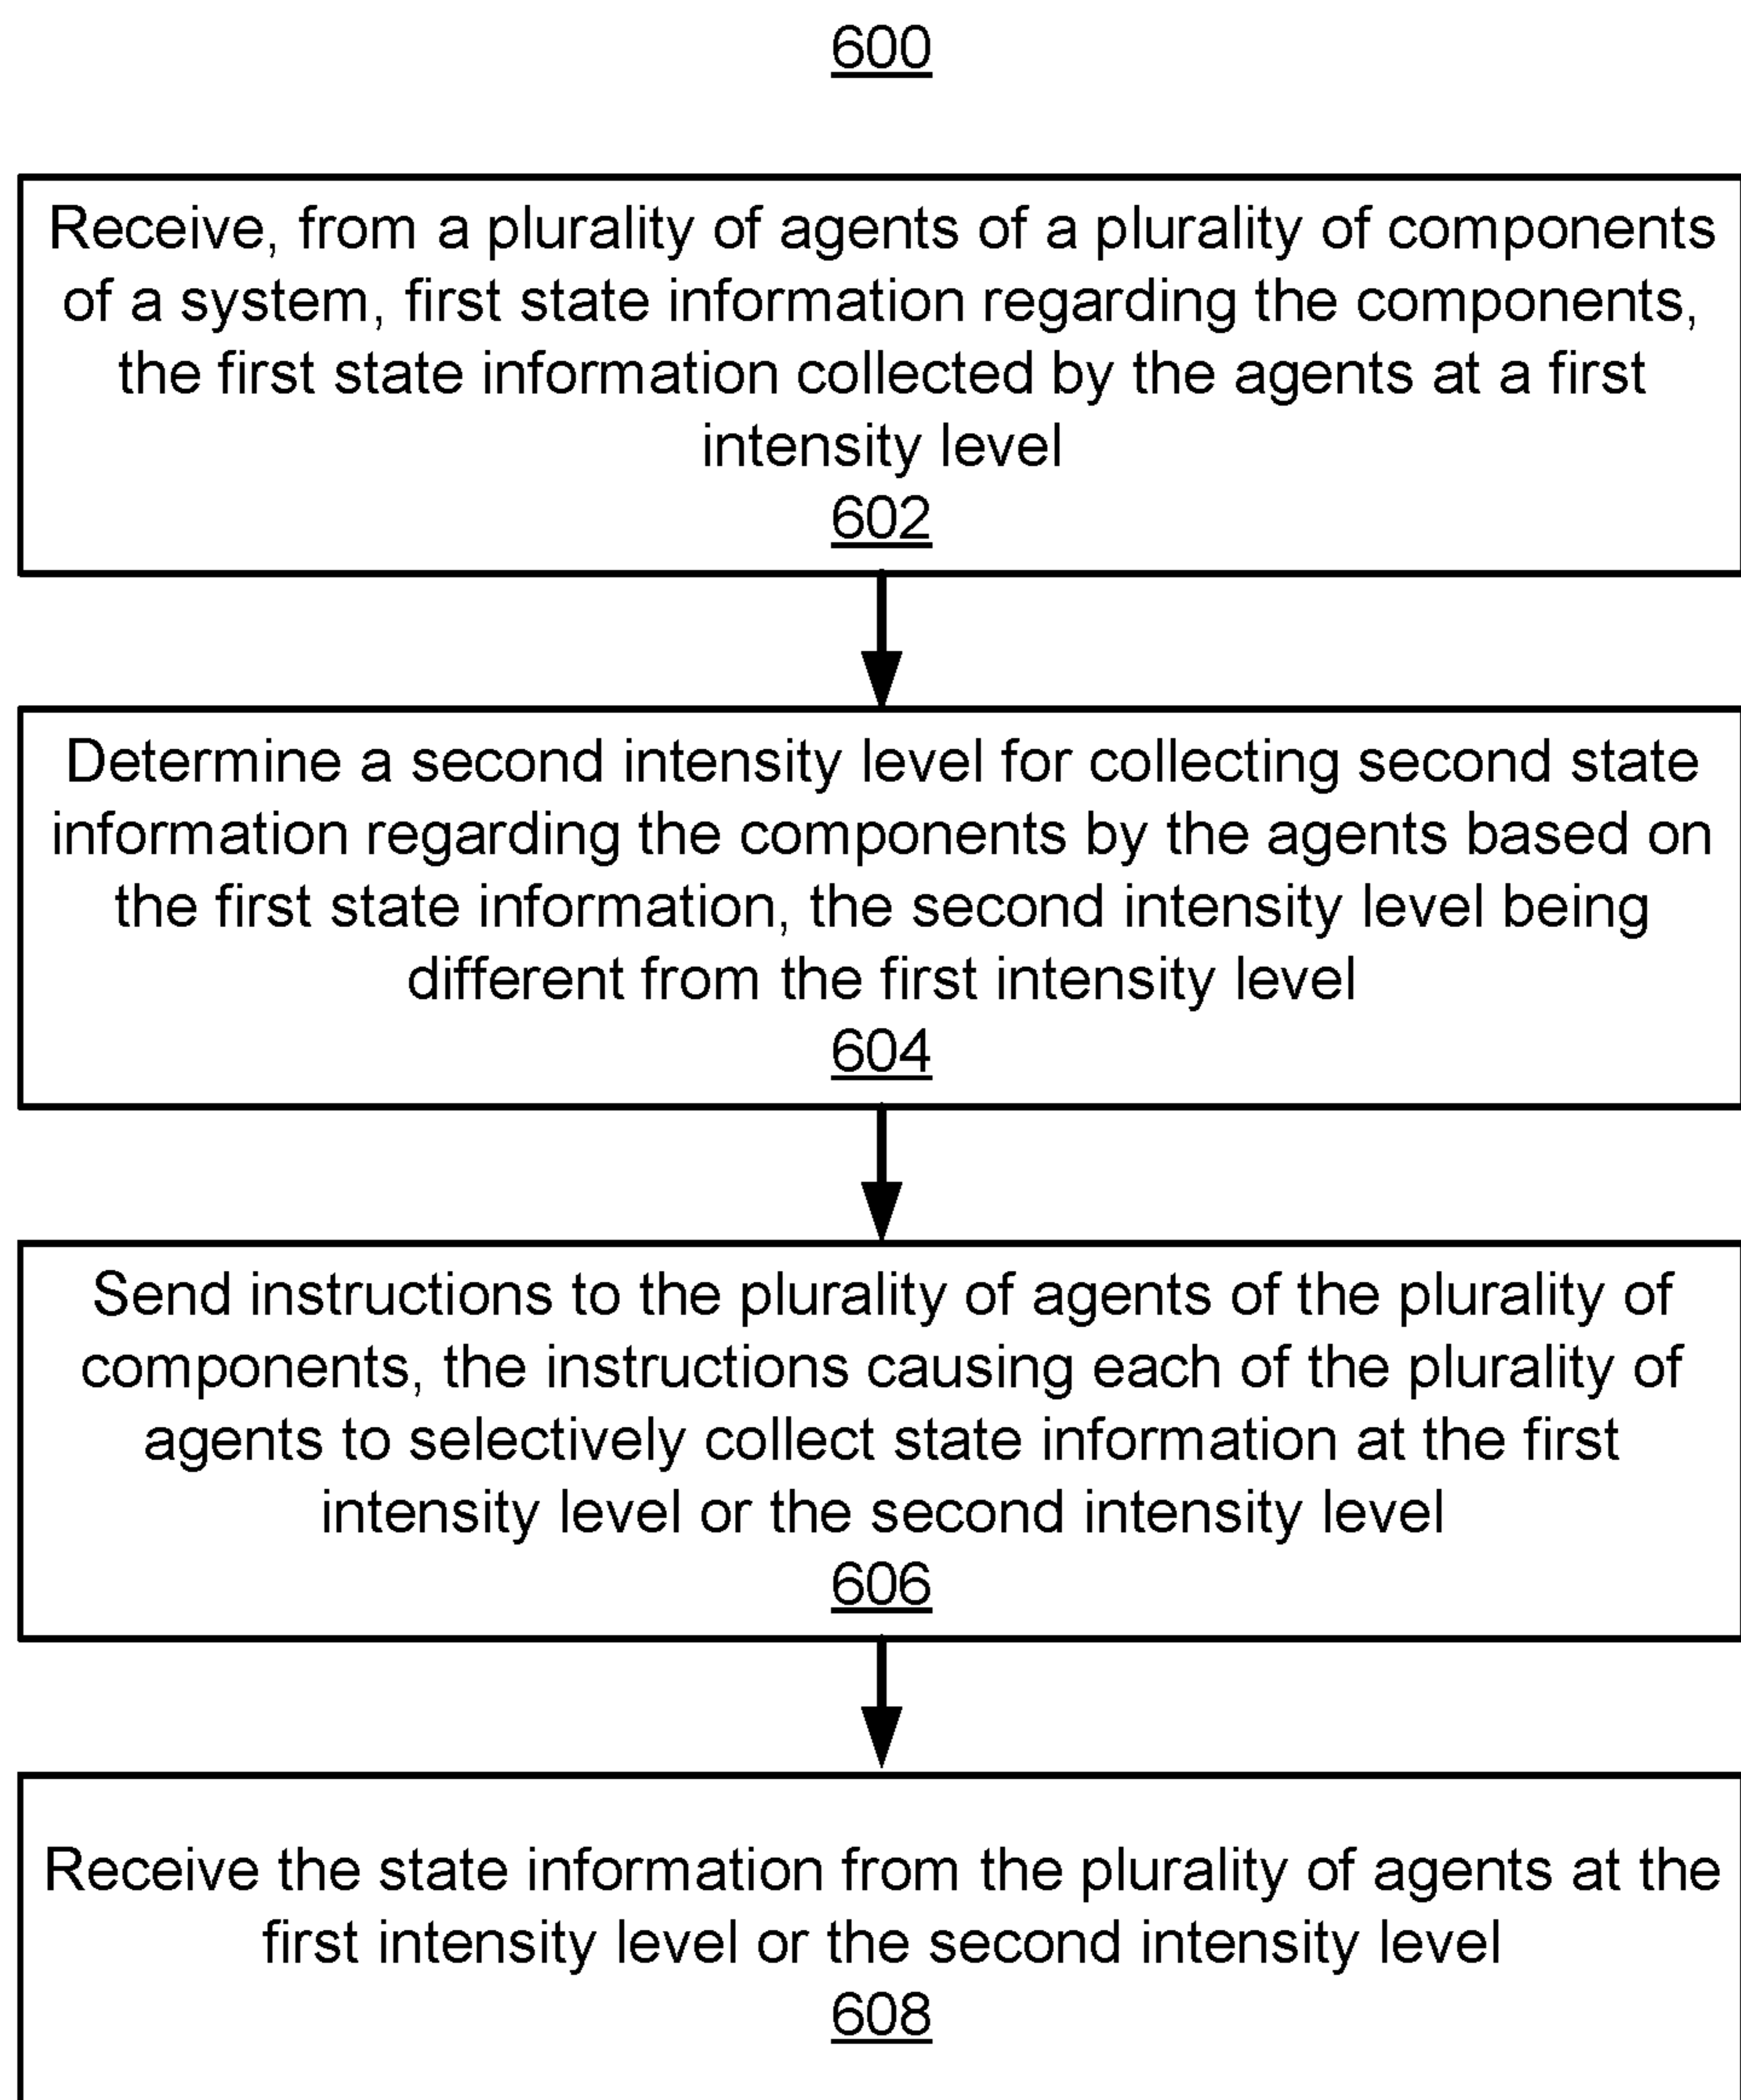 600
Receive, from a plurality of agents of a plurality of components
of a system, first state information regarding the components,
the first state information collected by the agents at a first
intensity level
602
Determine a second intensity level for collecting second state
information regarding the components by the agents based on
the first state information, the second intensity level being
different from the first intensity level
604
Send instructions to the plurality of agents of the plurality of
components, the instructions causing each of the plurality of
agents to selectively collect state information at the first
intensity level or the second intensity level
606
Receive the state information from the plurality of agents at the
first intensity level or the second intensity level
608